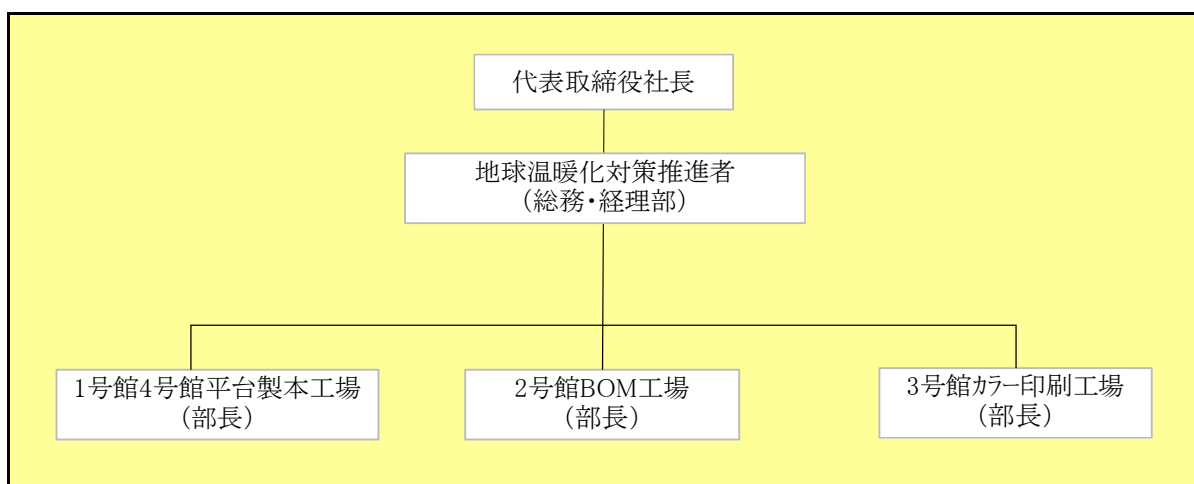 代表取締役社長
地球温暖化対策推進者
（総務・経理部）
1号館4号館平台製本工場
（部長）
2号館BOM工場
（部長）
3号館ｶﾗｰ印刷工場
（部長）